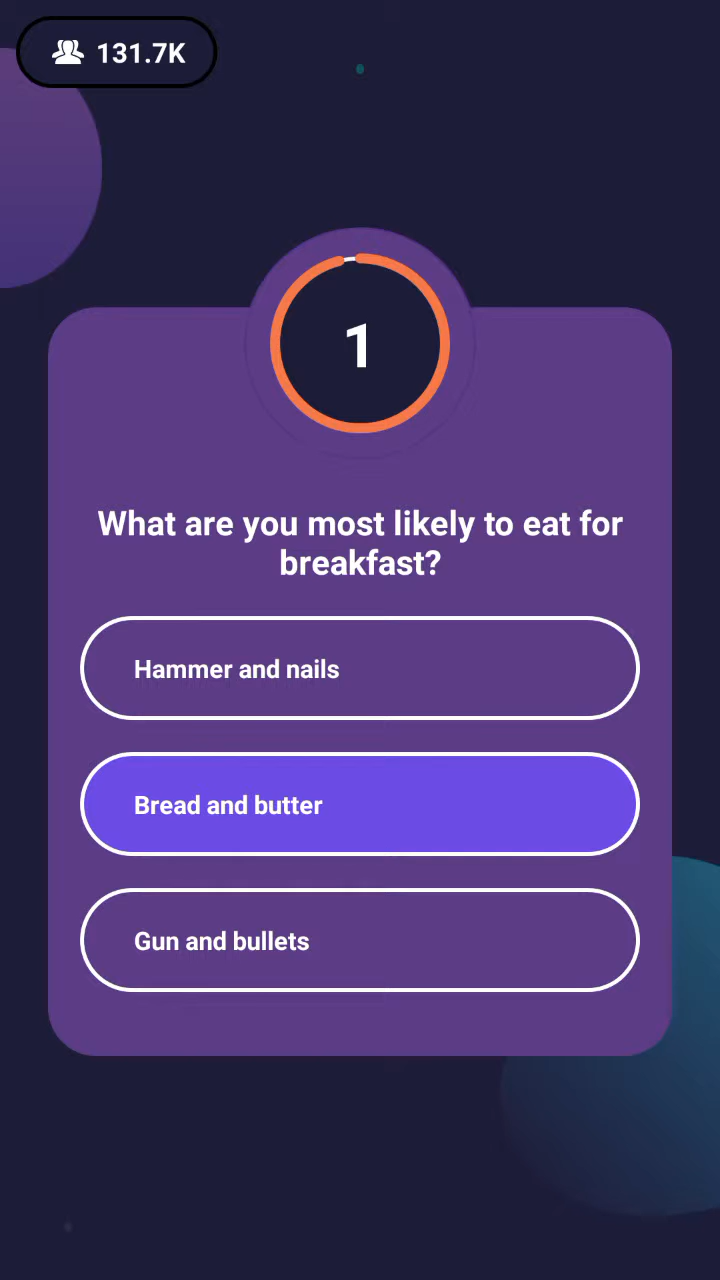 131.7K
1
What are you most likely to eat for
breakfast?
Hammer and nails
Bread and butter
Gun and bullets